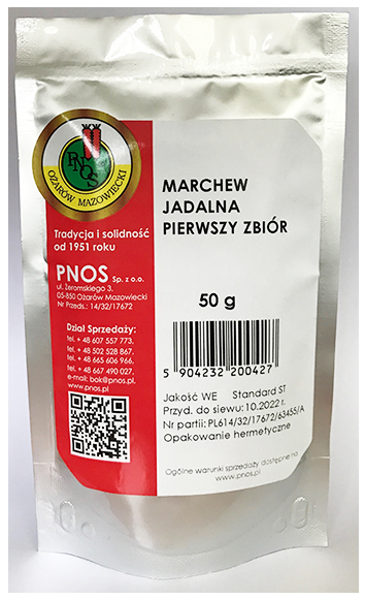 PNOS
OŻARÓW MAZOWIECKI
Tradycja i solidność
od 1951 roku
PNOS Sp. z o.o.
ul. Żeromskiego 3,
05-850 Ożarów Mazowiecki
Nr Przeds.: 14/32/17672
Dział Sprzedaży:
tel. + 48 607 557 773,
tel. + 48 502 528 867,
tel. + 48 665 606 966,
tel. + 48 667 490 027,
e-mail: bok@pnos.pl,
www.pnos.pl
MARCHEW
JADALNA
PIERWSZY ZBIÓR
50 g
5 904232 200427
Jakość WE Standard ST
Przyd. do siewu: 10.2022 r.
Nr partii: PL614/32/17672/63455/A
Opakowanie hermetyczne
Ogólne warunki sprzedaży dostępne na
www.pnos.pl